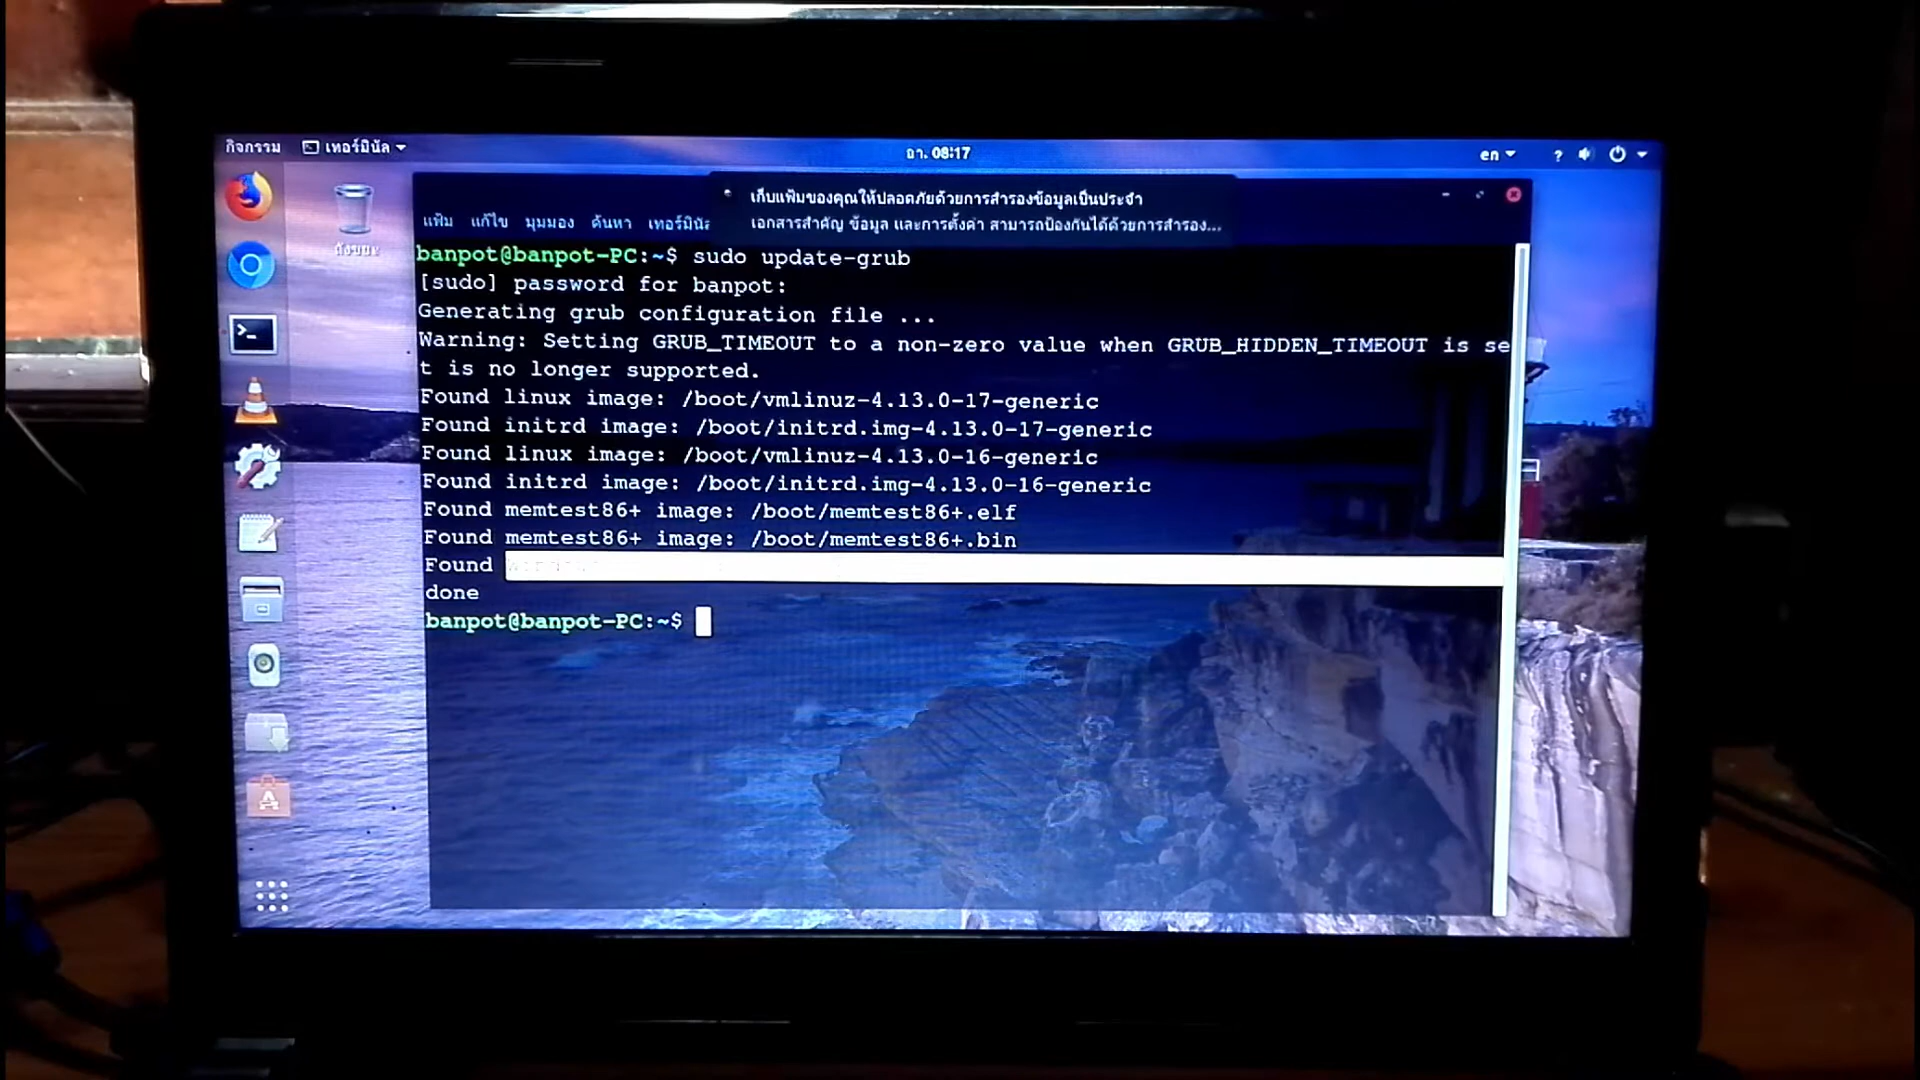 กิจกรรม เทอร์มินัล
อา. 08:17
en
?
ถังขยะ
แฟ้ม แก้ไข มุมมอง ค้นหา เทอร์มินัล
เก็บแฟ้มของคุณให้ปลอดภัยด้วยการสำรองข้อมูลเป็นประจำ
เอกสารสำคัญ ข้อมูล และการตั้งค่า สามารถป้องกันได้ด้วยการสำรอง…
banpot@banpot-PC:~$ sudo update-grub
[sudo] password for banpot:
Generating grub configuration file ...
Warning: Setting GRUB_TIMEOUT to a non-zero value when GRUB_HIDDEN_TIMEOUT is se
t is no longer supported.
Found linux image: /boot/vmlinuz-4.13.0-17-generic
Found initrd image: /boot/initrd.img-4.13.0-17-generic
Found linux image: /boot/vmlinuz-4.13.0-16-generic
Found initrd image: /boot/initrd.img-4.13.0-16-generic
Found memtest86+ image: /boot/memtest86+.elf
Found memtest86+ image: /boot/memtest86+.bin
Found
done
banpot@banpot-PC:~$